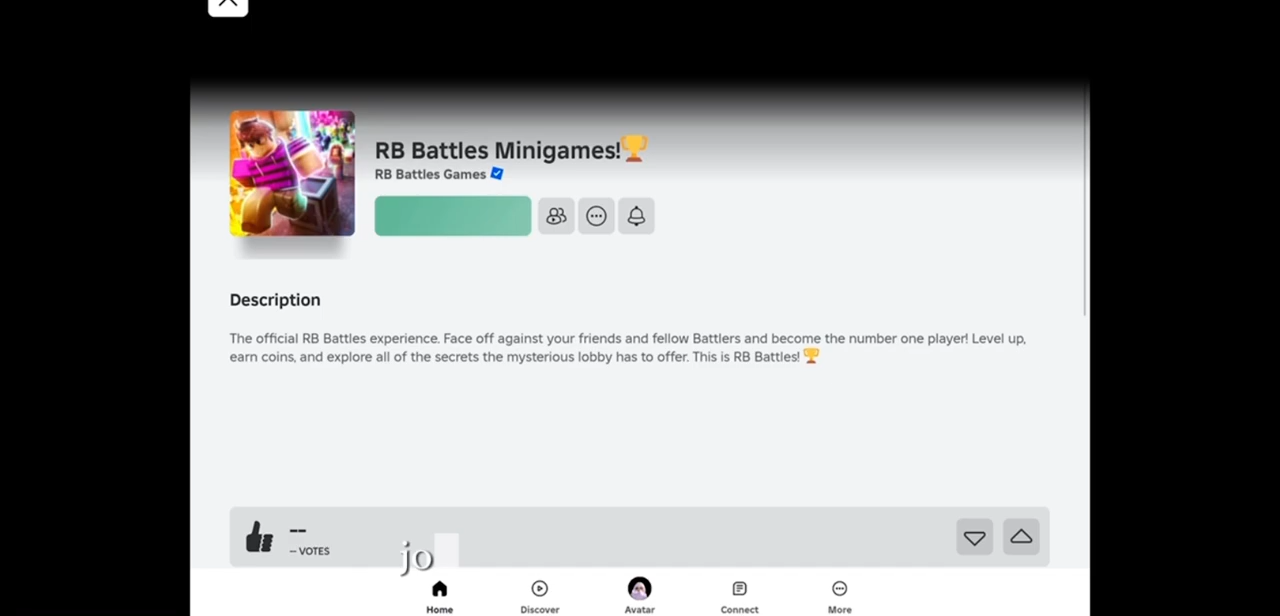 RB Battles Minigames!🏆
RB Battles Games
Description
The official RB Battles experience. Face off against your friends and fellow Battlers and become the number one player! Level up,
earn coins, and explore all of the secrets the mysterious lobby has to offer. This is RB Battles!🏆
--
-- VOTES
jo
Home
Discover
Avatar
Connect
More